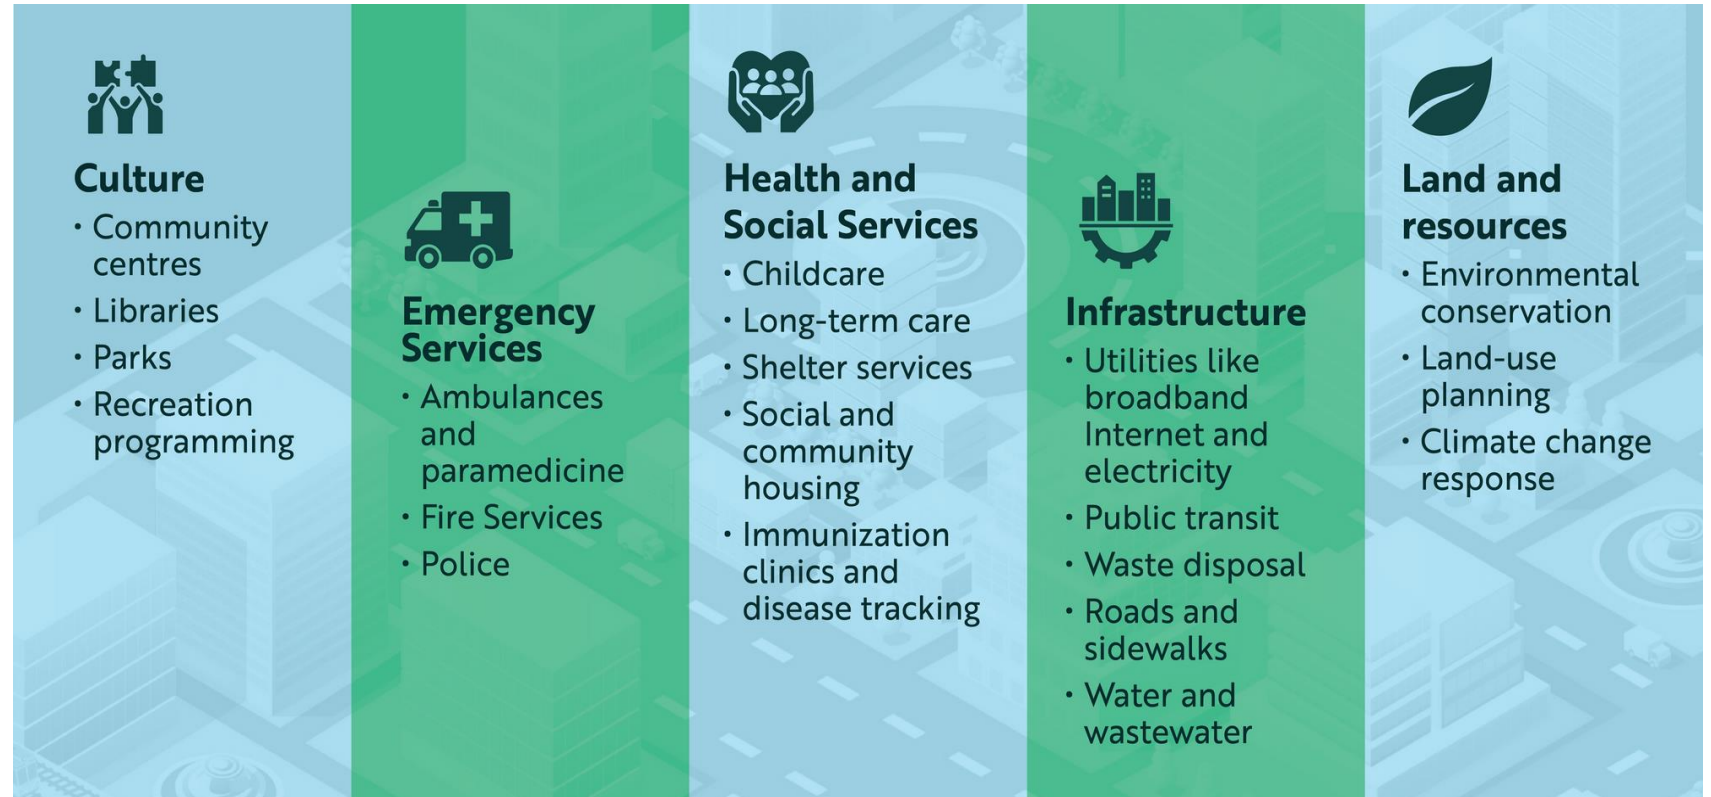 Culture
· Community
centres
· Libraries
· Parks
· Recreation
programming
Emergency
Services
· Ambulances
and
paramedicine
· Fire Services
· Police
Health and
Social Services
· Childcare
· Long-term care
· Shelter services
· Social and
community
housing
· Immunization
clinics and
disease tracking
Infrastructure
· Utilities like
broadband
Internet and
electricity
· Public transit
· Waste disposal
· Roads and
sidewalks
· Water and
wastewater
Land and
resources
· Environmental
conservation
· Land-use
planning
· Climate change
response